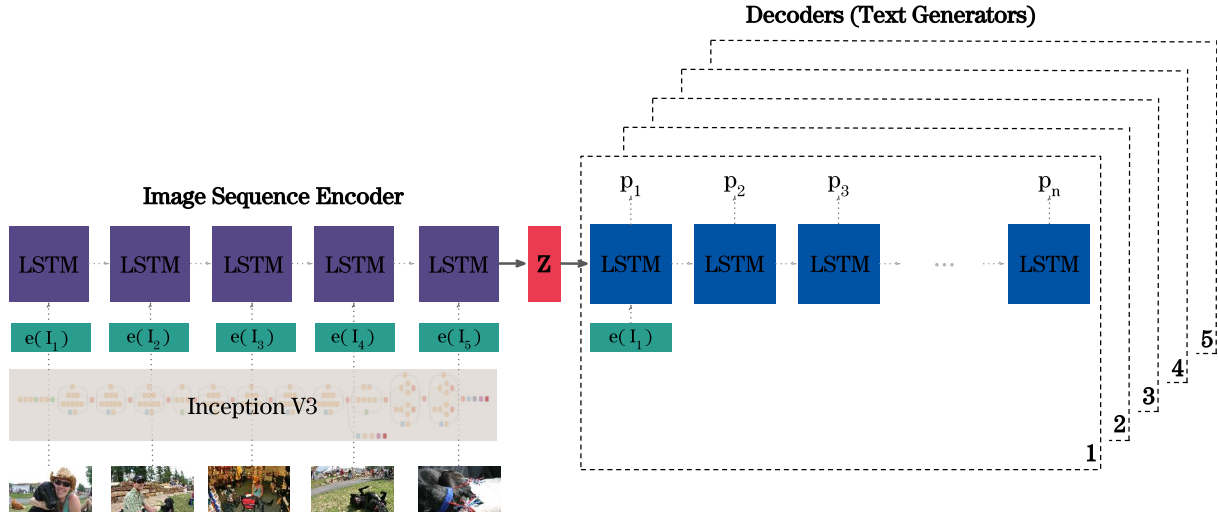 Decoders (Text Generators)
Image Sequence Encoder
p1 p2 p3 pn
LSTM LSTM LSTM LSTM LSTM Z LSTM LSTM LSTM ... LSTM
e(I1) e(I2) e(I3) e(I4) e(I5) e(I1)
Inception V3
5
4
3
2
1